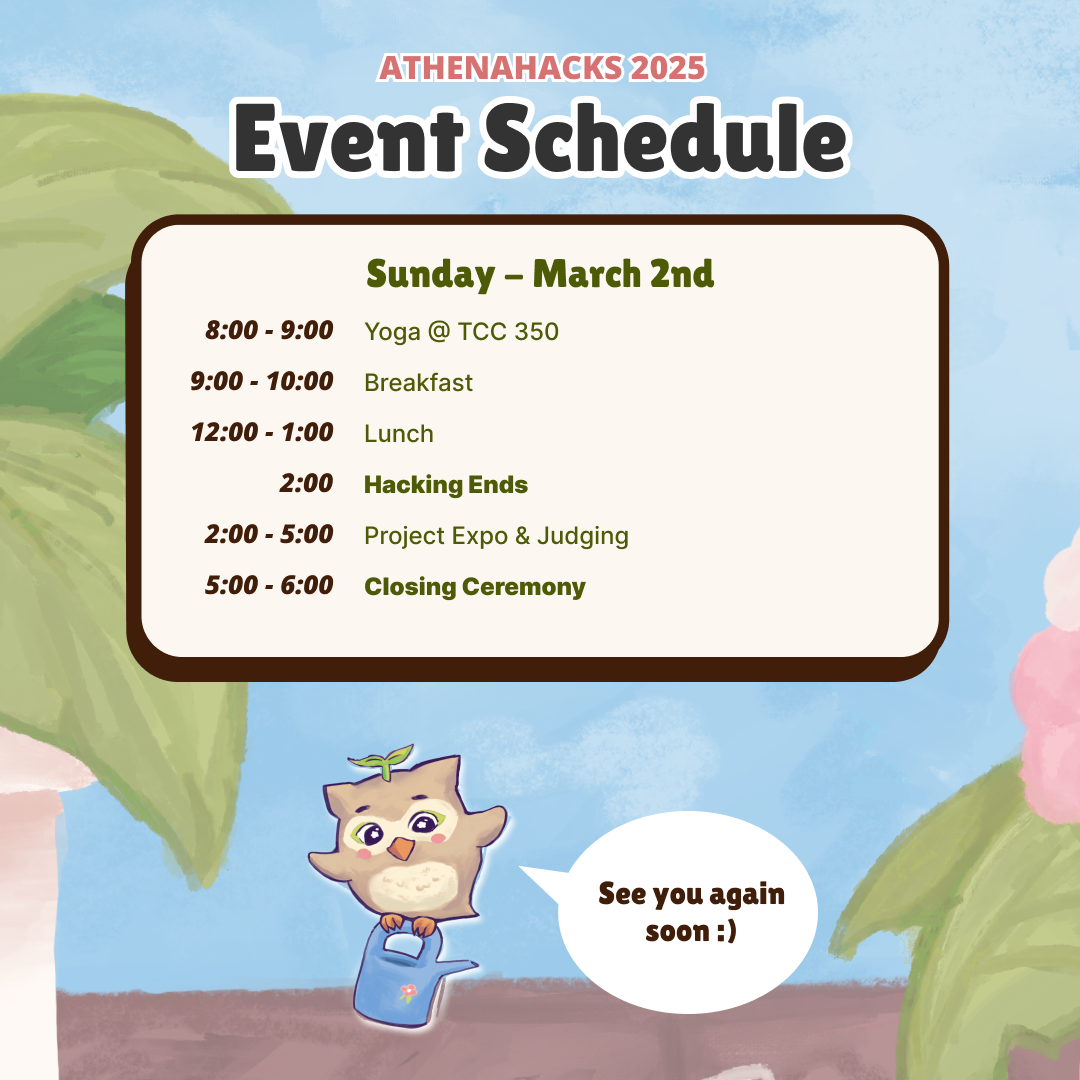 ATHENAHACKS 2025
Event Schedule
Sunday – March 2nd
8:00 - 9:00 Yoga @ TCC 350
9:00 - 10:00 Breakfast
12:00 - 1:00 Lunch
2:00 Hacking Ends
2:00 - 5:00 Project Expo & Judging
5:00 - 6:00 Closing Ceremony
See you again
soon :)